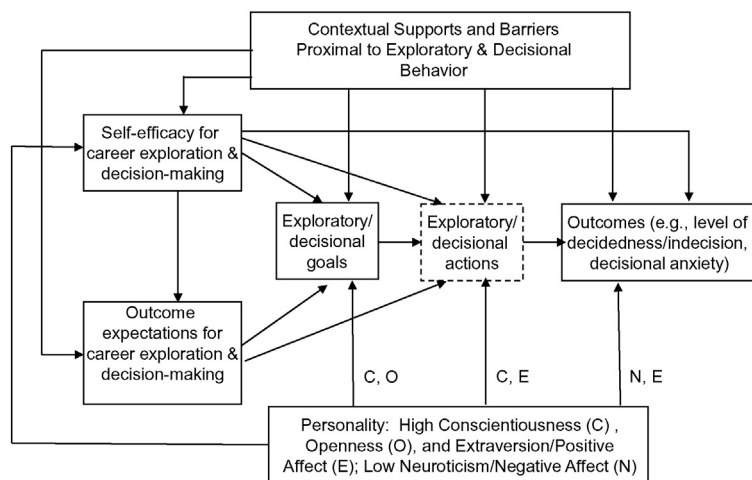 Contextual Supports and Barriers
Proximal to Exploratory & Decisional
Behavior
Self-efficacy for
career exploration &
decision-making
Exploratory/
decisional
goals
Exploratory/
decisional
actions
Outcomes (e.g., level of
decidedness/indecision,
decisional anxiety)
Outcome
expectations for
career exploration &
decision-making
C, O
C, E
N, E
Personality:  High Conscientiousness (C) ,
Openness (O), and Extraversion/Positive
Affect (E); Low Neuroticism/Negative Affect (N)